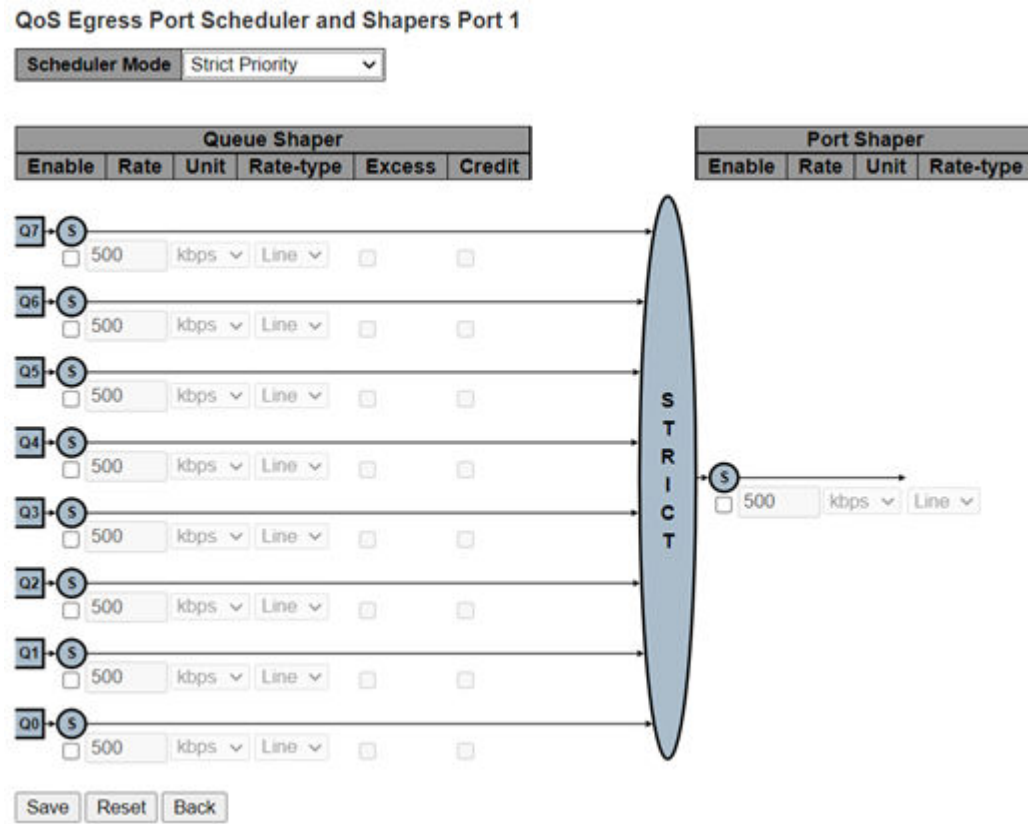 QoS Egress Port Scheduler and Shapers Port 1
Scheduler Mode Strict Priority
Queue Shaper
Enable Rate Unit Rate-type Excess Credit
Port Shaper
Enable Rate Unit Rate-type
Q7 S
500 kbps Line
Q6 S
500 kbps Line
Q5 S
500 kbps Line
Q4 S
500 kbps Line
Q3 S
500 kbps Line
Q2 S
500 kbps Line
Q1 S
500 kbps Line
Q0 S
500 kbps Line
STRICT
S
500 kbps Line
Save Reset Back